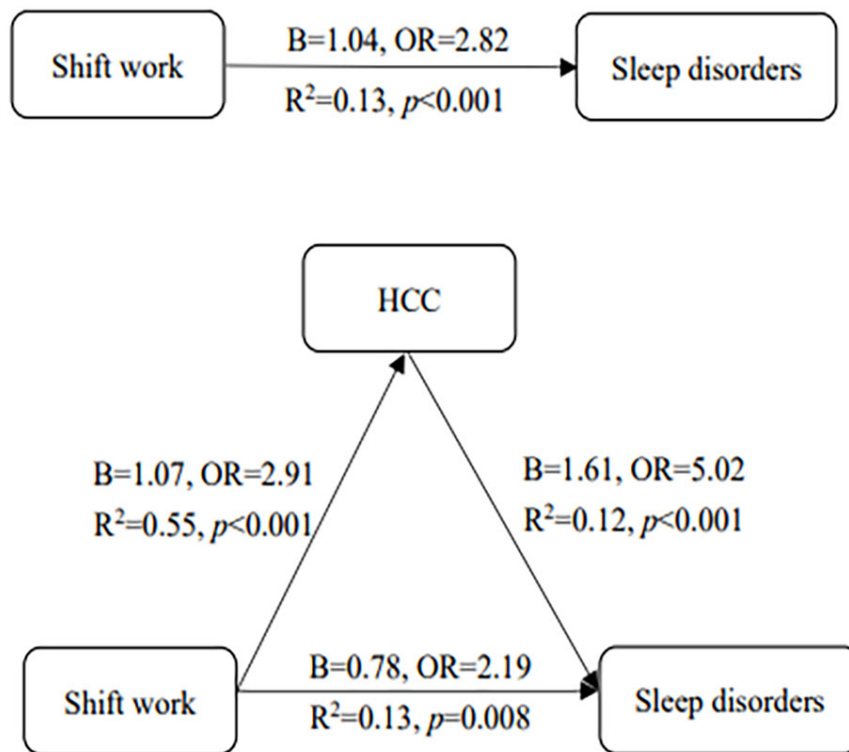 Shift work
B=1.04, OR=2.82
R²=0.13, p<0.001
Sleep disorders
HCC
B=1.07, OR=2.91
R²=0.55, p<0.001
B=1.61, OR=5.02
R²=0.12, p<0.001
Shift work
B=0.78, OR=2.19
R²=0.13, p=0.008
Sleep disorders